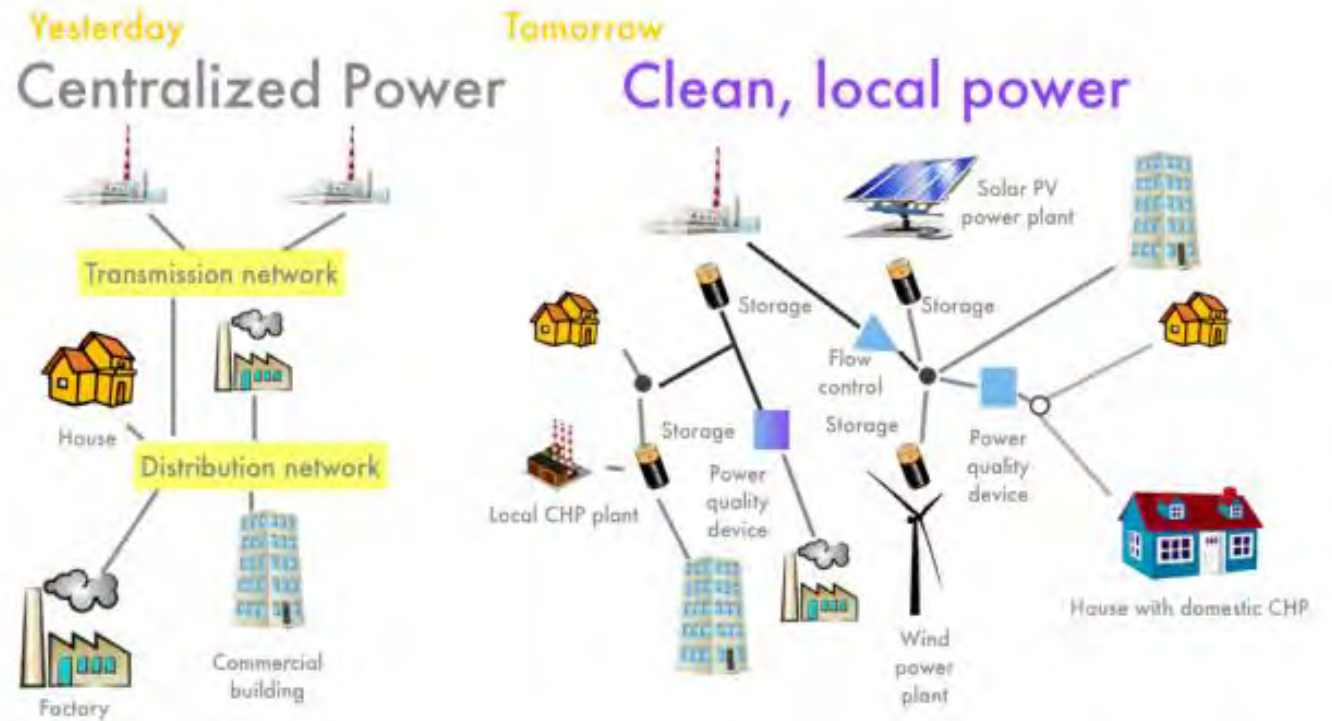 Yesterday
Centralized Power
Transmission network
House
Distribution network
Commercial
building
Factory
Tomorrow
Clean, local power
Solar PV
power plant
Storage
Storage
Flow
control
Storage
Storage
Power
quality
device
Power
quality
device
Local CHP plant
House with domestic CHP
Wind
power
plant